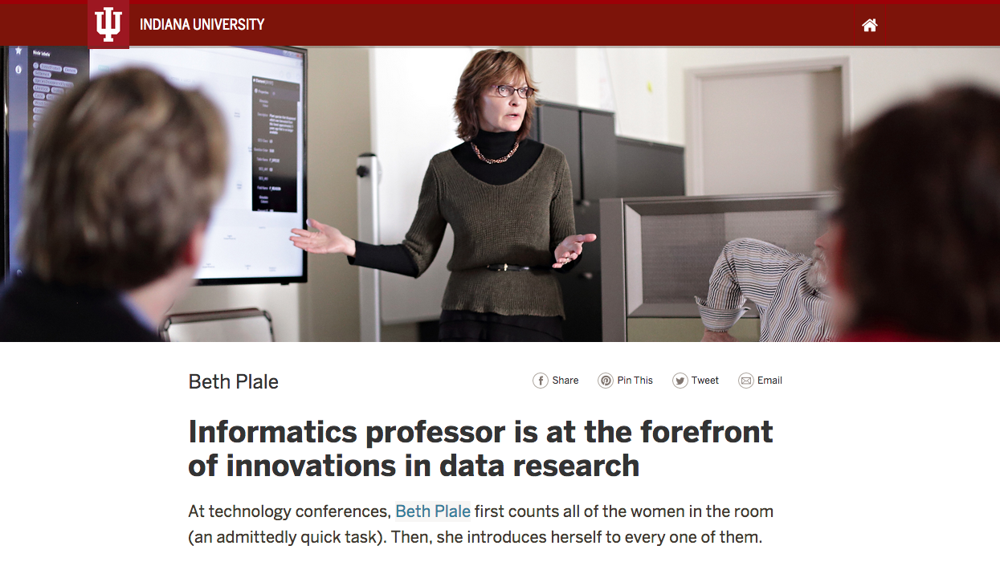 INDIANA UNIVERSITY
Beth Plale
Share
Pin This
Tweet
Email
Informatics professor is at the forefront
of innovations in data research
At technology conferences, Beth Plale first counts all of the women in the room
(an admittedly quick task). Then, she introduces herself to every one of them.